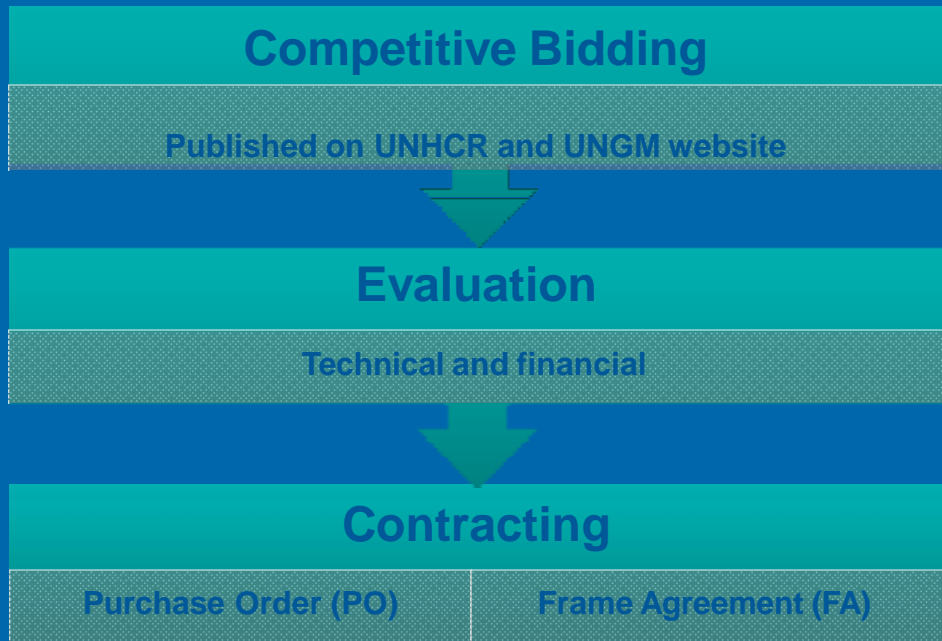 Competitive Bidding
Published on UNHCR and UNGM website
Evaluation
Technical and financial
Contracting
Purchase Order (PO)
Frame Agreement (FA)